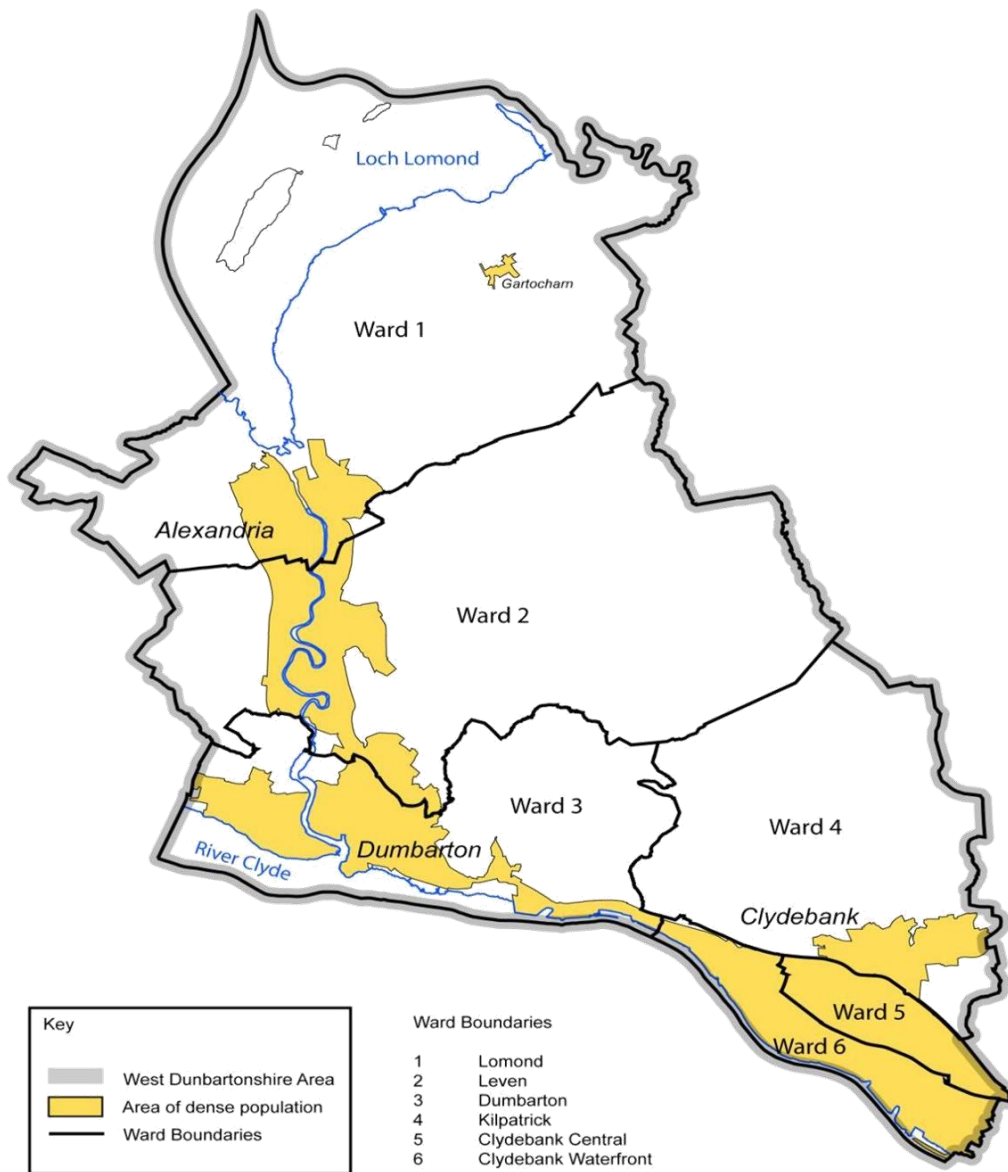 Loch Lomond
Gartocharn
Ward 1
Alexandria
Ward 2
Ward 3
Ward 4
Dumbarton
River Clyde
Clydebank
Ward 5
Ward 6
Key
West Dunbartonshire Area
Area of dense population
Ward Boundaries
Ward Boundaries
1 Lomond
2 Leven
3 Dumbarton
4 Kilpatrick
5 Clydebank Central
6 Clydebank Waterfront